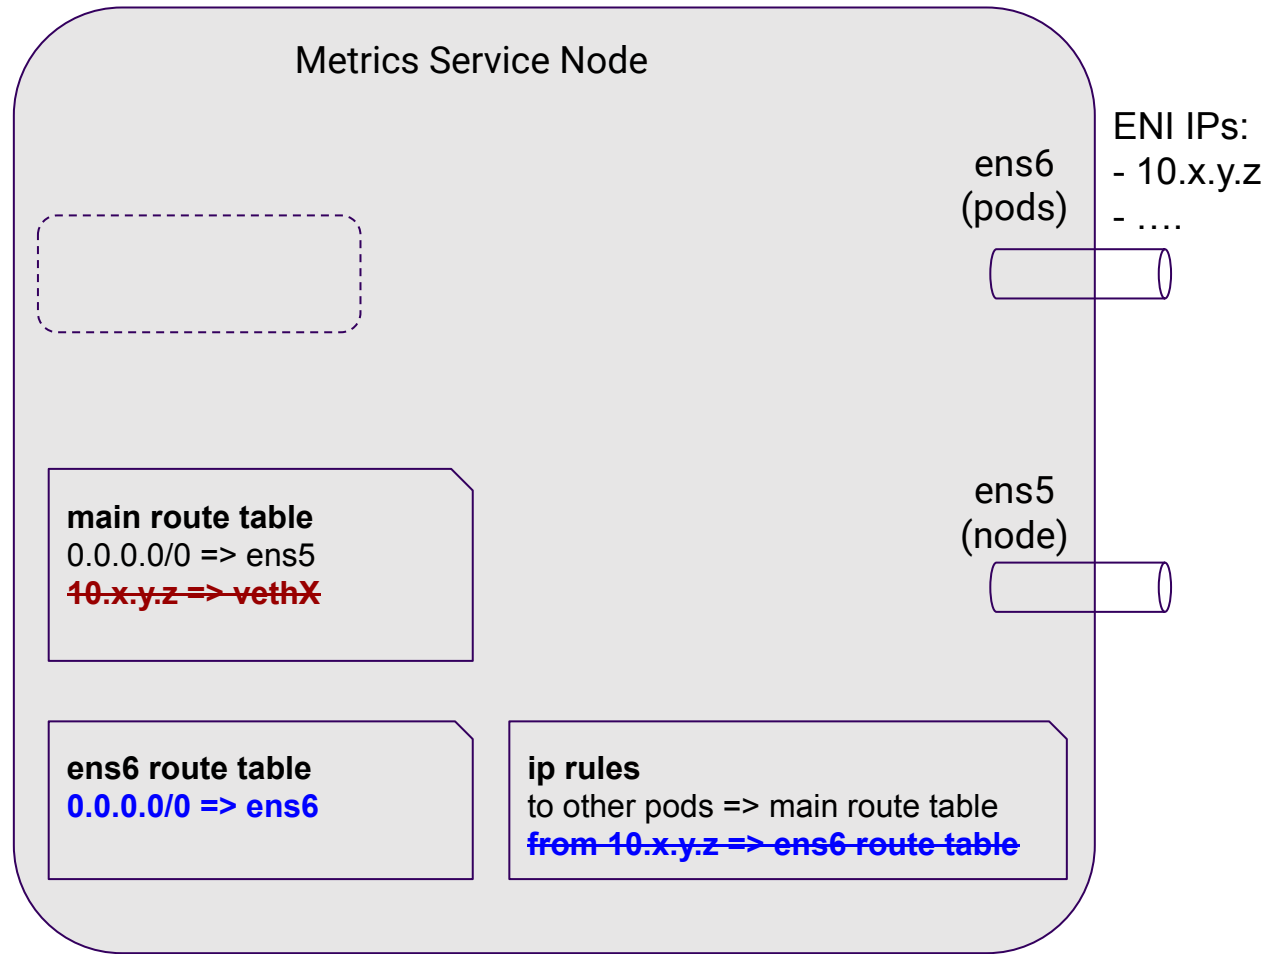 Metrics Service Node
ENI IPs:
- 10.x.y.z
- ....
ens6
(pods)
ens5
(node)
main route table
0.0.0.0/0 => ens5
10.x.y.z => vethX
ens6 route table
0.0.0.0/0 => ens6
ip rules
to other pods => main route table
from 10.x.y.z => ens6 route table